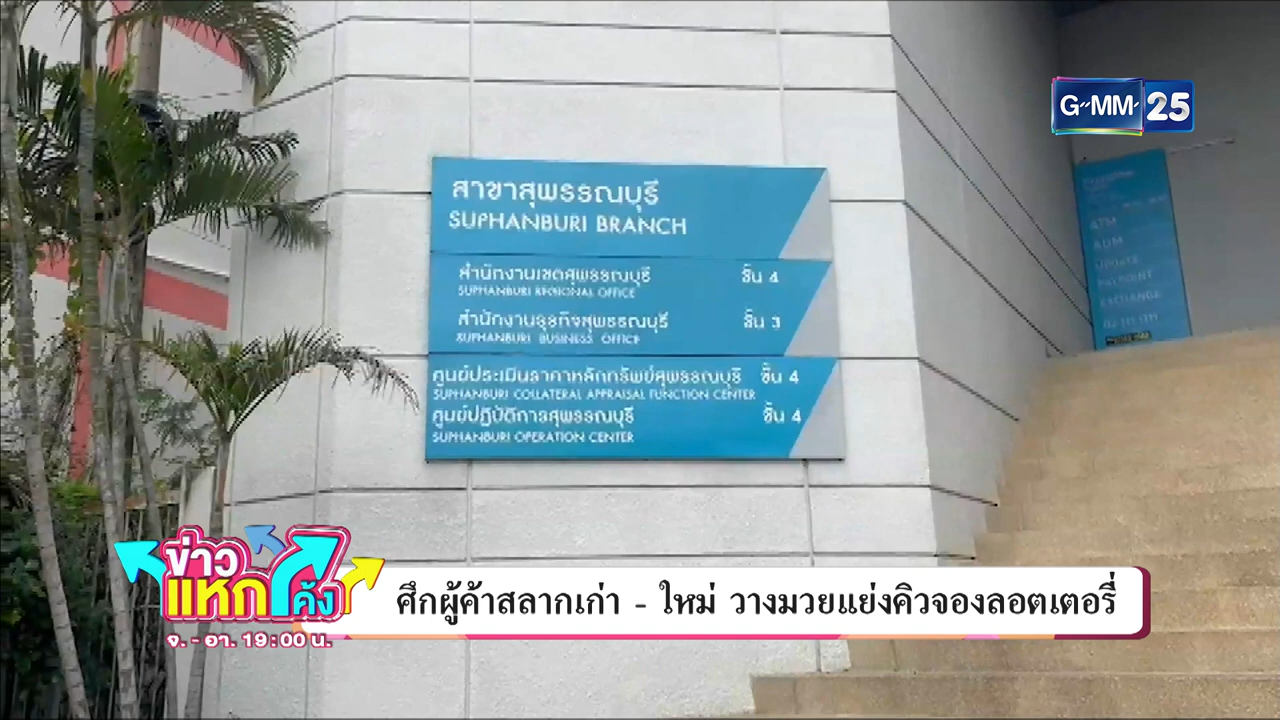 G-MM 25
สาขาสุพรรณบุรี
SUPHANBURI BRANCH
สำนักงานเขตสุพรรณบุรี ชั้น 4
SUPHANBURI REGIONAL OFFICE
สำนักงานธุรกิจสุพรรณบุรี ชั้น 3
SUPHANBURI BUSINESS OFFICE
ศูนย์ประเมินราคาหลักทรัพย์สุพรรณบุรี ชั้น 4
SUPHANBURI COLLATERAL APPRAISAL FUNCTION CENTER
ศูนย์ปฏิบัติการสุพรรณบุรี ชั้น 4
SUPHANBURI OPERATION CENTER
ATM
ADM
UPDATE
PAYPOINT
EXCHANGE
ข่าว
แหกโค้ง
จ. - อา. 19:00 น.
ศึกผู้ค้าสลากเก่า - ใหม่ วางมวยแย่งคิวจองลอตเตอรี่